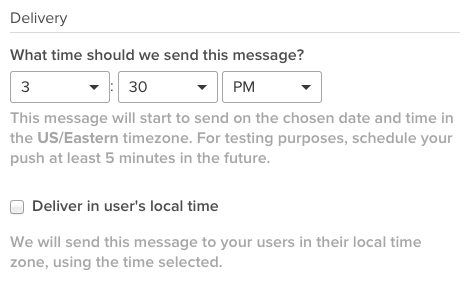 Delivery
What time should we send this message?
3 : 30 PM
This message will start to send on the chosen date and time in
the US/Eastern timezone. For testing purposes, schedule your
push at least 5 minutes in the future.
Deliver in user's local time
We will send this message to your users in their local time
zone, using the time selected.